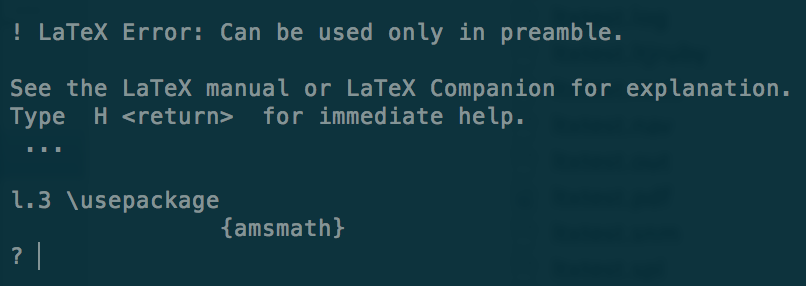 ! LaTeX Error: Can be used only in preamble.
See the LaTeX manual or LaTeX Companion for explanation.
Type  H <return>  for immediate help.
...
l.3 \usepackage
{amsmath}
?